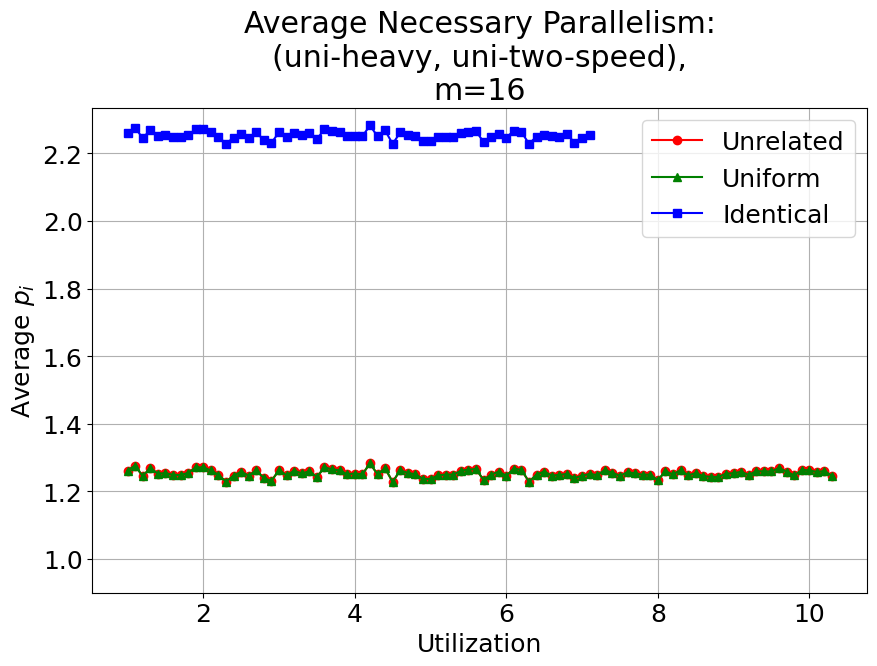 Average Necessary Parallelism:
(uni-heavy, uni-two-speed),
m=16
Unrelated
Uniform
Identical
Average p_i
2.2
2.0
1.8
1.6
1.4
1.2
1.0
2 4 6 8 10
Utilization